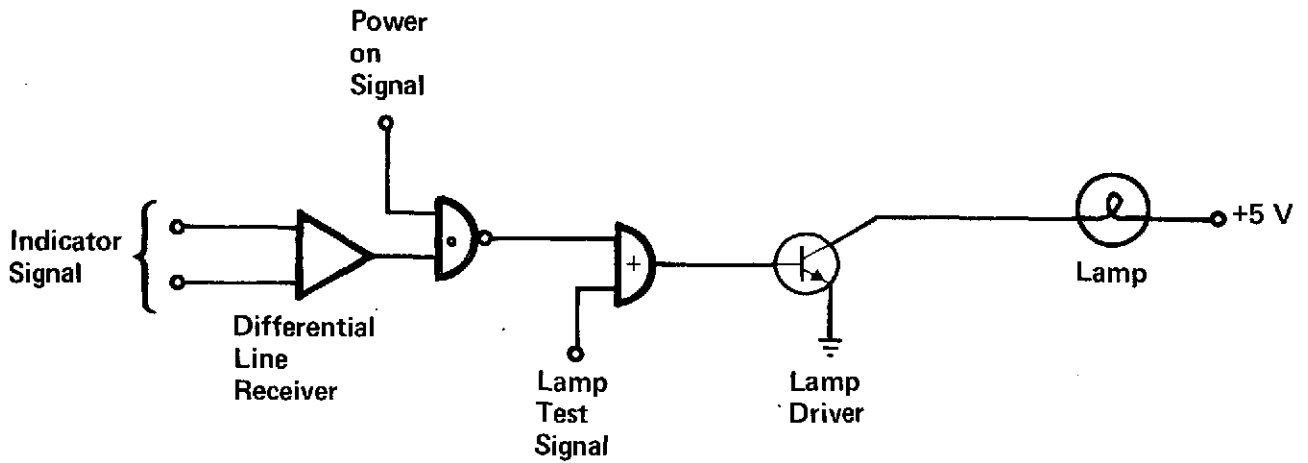 Power
on
Signal
Indicator
Signal
Differential
Line
Receiver
+
Lamp
Test
Signal
Lamp
Driver
Lamp
+5 V